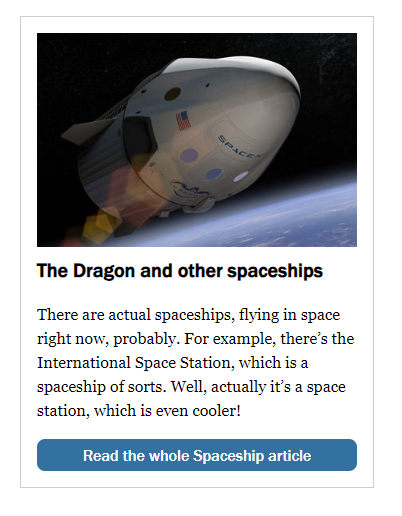 SPACEX
The Dragon and other spaceships
There are actual spaceships, flying in space
right now, probably. For example, there’s the
International Space Station, which is a
spaceship of sorts. Well, actually it’s a space
station, which is even cooler!
Read the whole Spaceship article